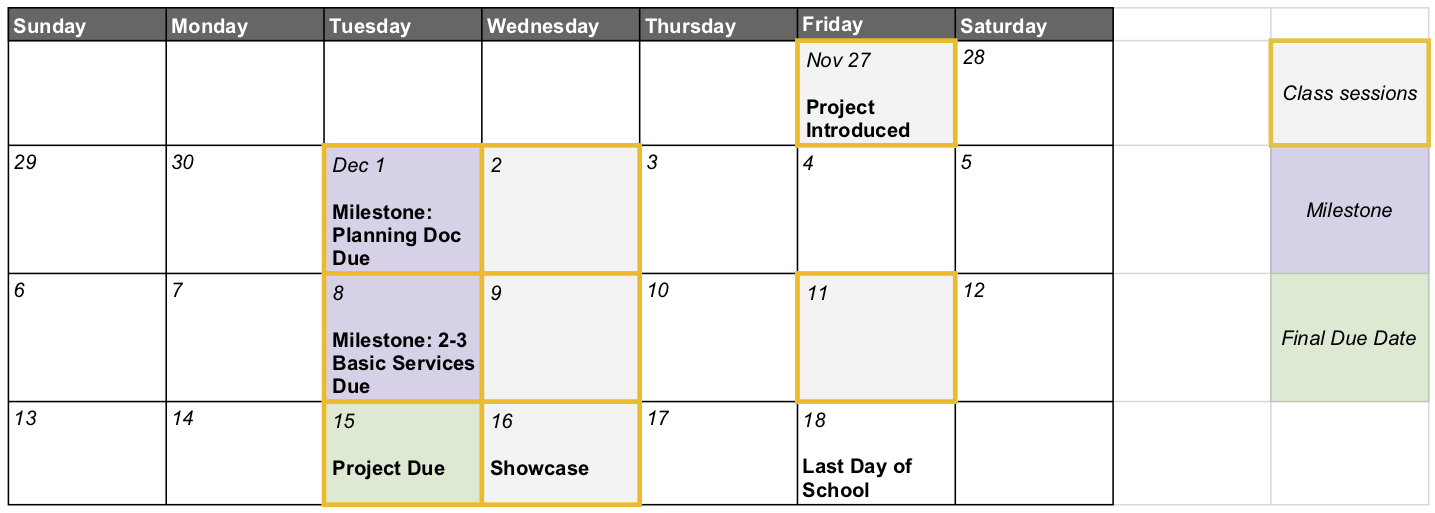 Sunday Monday Tuesday Wednesday Thursday Friday Saturday
Nov 27 28
Project
Introduced
Class sessions
29 30 Dec 1 2 3 4 5
Milestone:
Planning Doc
Due
Milestone
6 7 8 9 10 11 12
Milestone: 2-3
Basic Services
Due
Final Due Date
13 14 15 16 17 18
Project Due Showcase
Last Day of
School